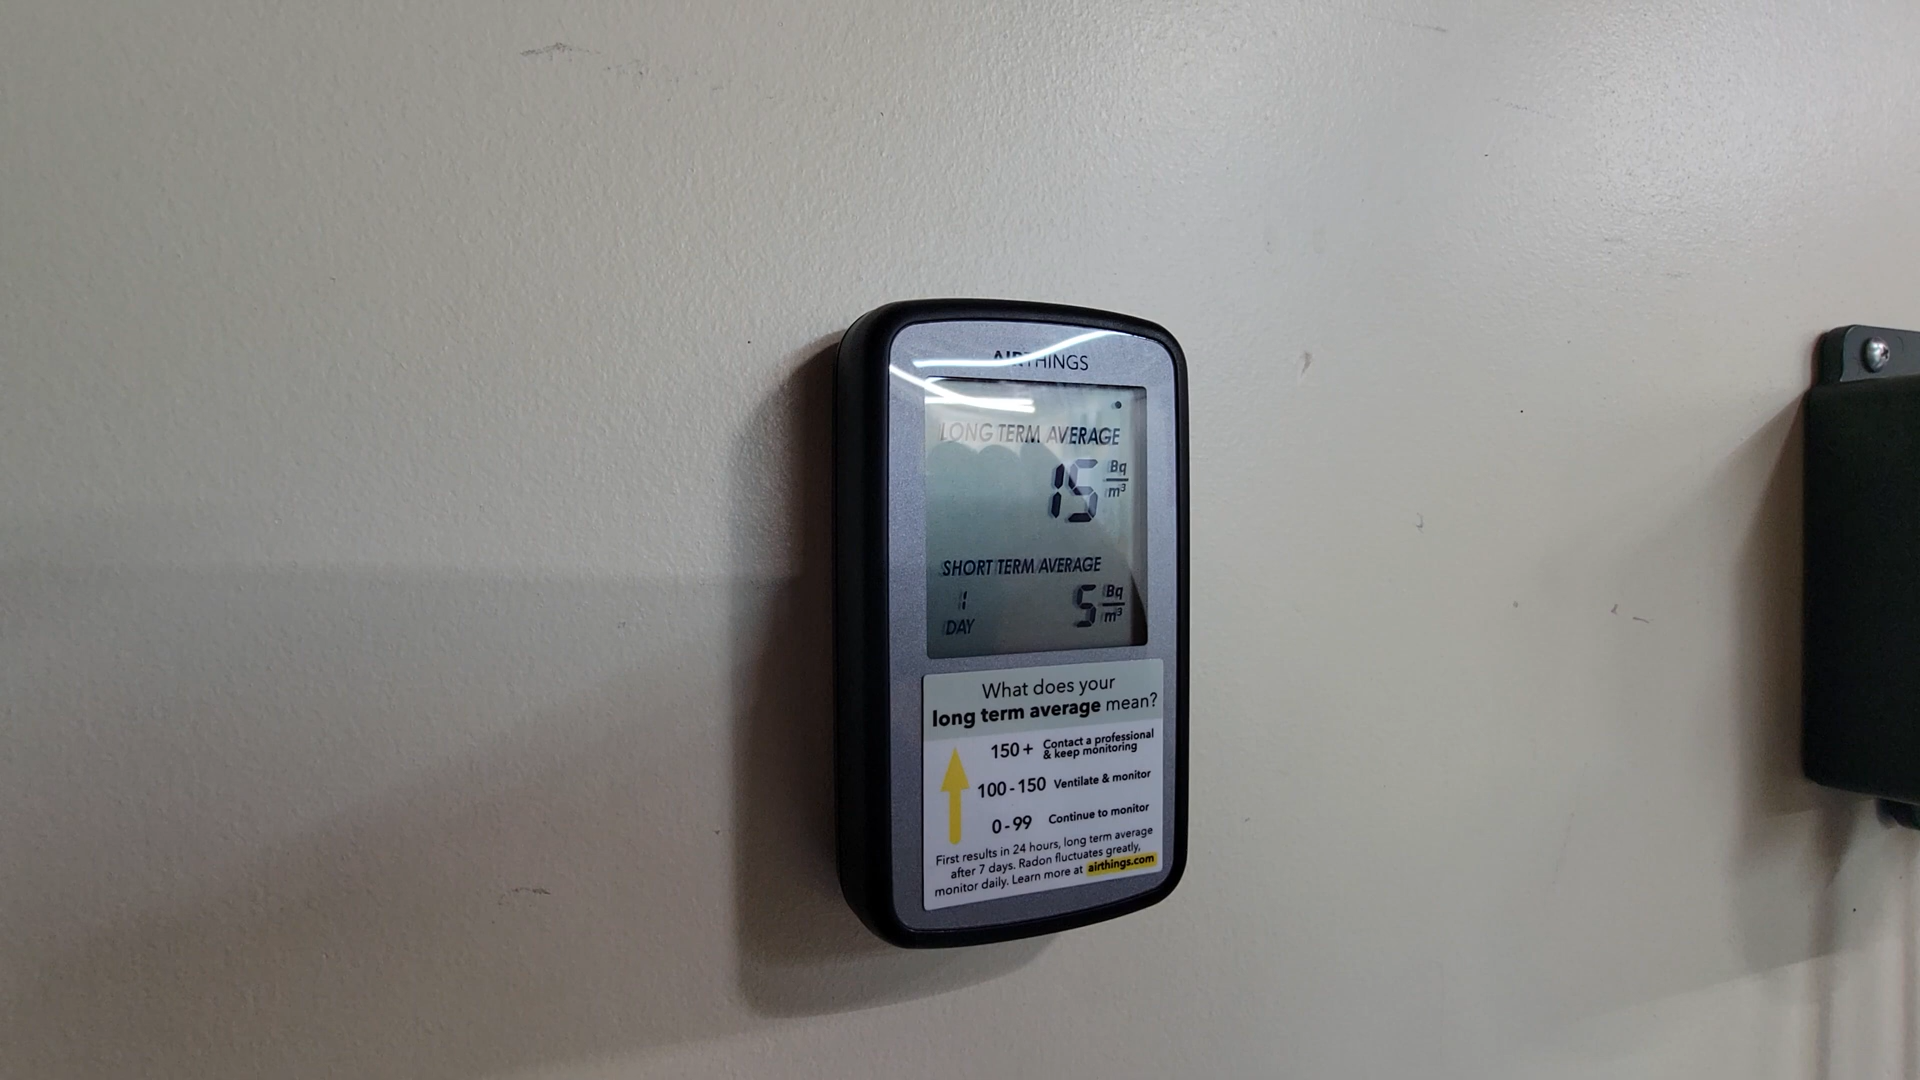 AIRTHINGS
LONG TERM AVERAGE
15 Bq/m³
SHORT TERM AVERAGE
1 DAY 5 Bq/m³
What does your
long term average mean?
150+ Contact a professional
& keep monitoring
100-150 Ventilate & monitor
0-99 Continue to monitor
First results in 24 hours, long term average
after 7 days. Radon fluctuates greatly,
monitor daily. Learn more at airthings.com